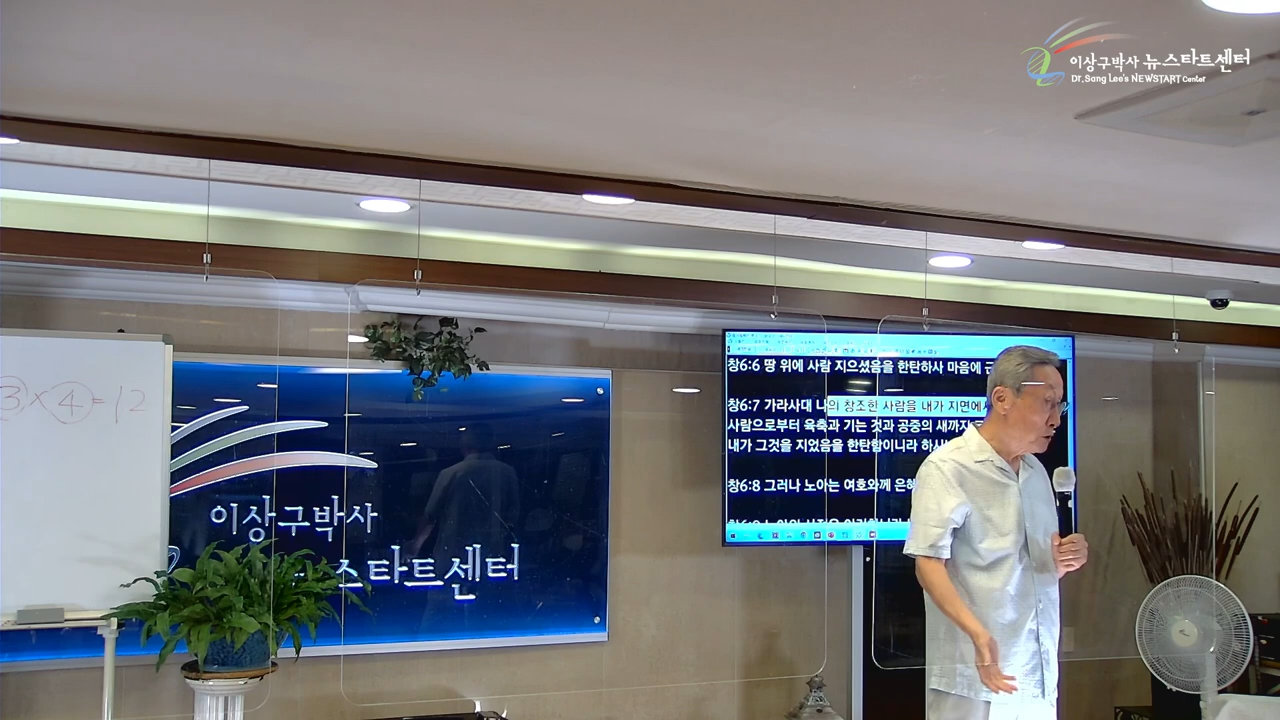 이상구박사 뉴스타트센터
Dr. Sang Lee's NEWSTART Center
3 x 4 = 12
이상구박사
스타트센터
창6:6 땅 위에 사람 지으셨음을 한탄하사 마음에
창6:7 가라사대 나의 창조한 사람을 내가 지면에서
사람으로부터 육축과 기는 것과 공중의 새까지
내가 그것을 지었음을 한탄함이니라 하시니
창6:8 그러나 노아는 여호와께 은혜